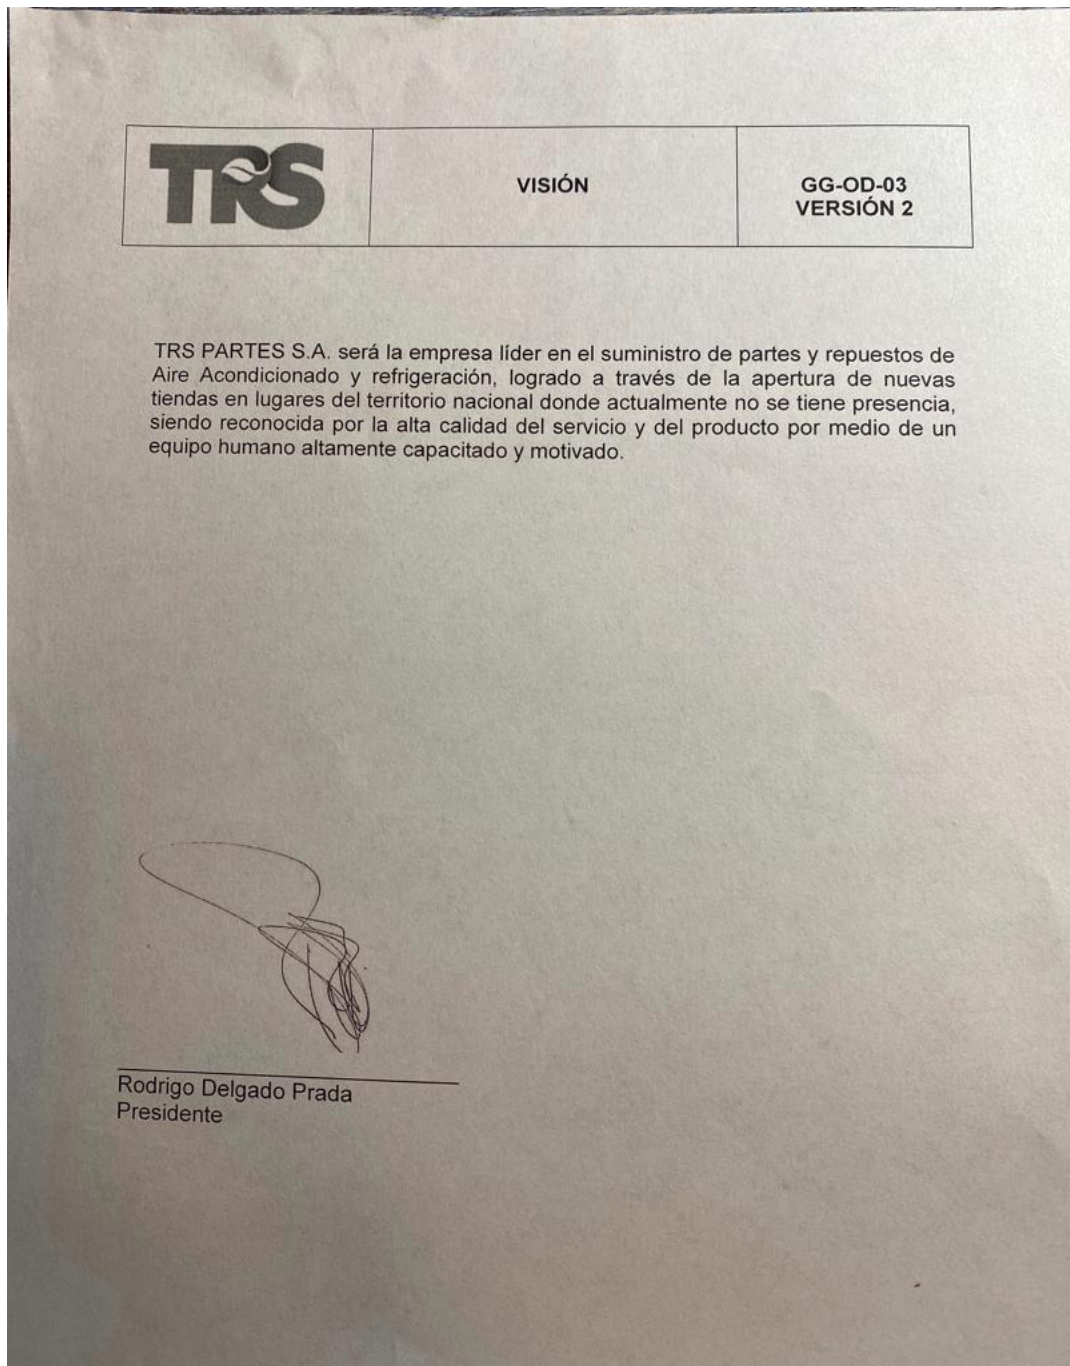 TRS
VISIÓN
GG-OD-03
VERSIÓN 2
TRS PARTES S.A. será la empresa líder en el suministro de partes y repuestos de
Aire Acondicionado y refrigeración, logrado a través de la apertura de nuevas
tiendas en lugares del territorio nacional donde actualmente no se tiene presencia,
siendo reconocida por la alta calidad del servicio y del producto por medio de un
equipo humano altamente capacitado y motivado.
Rodrigo Delgado Prada
Presidente